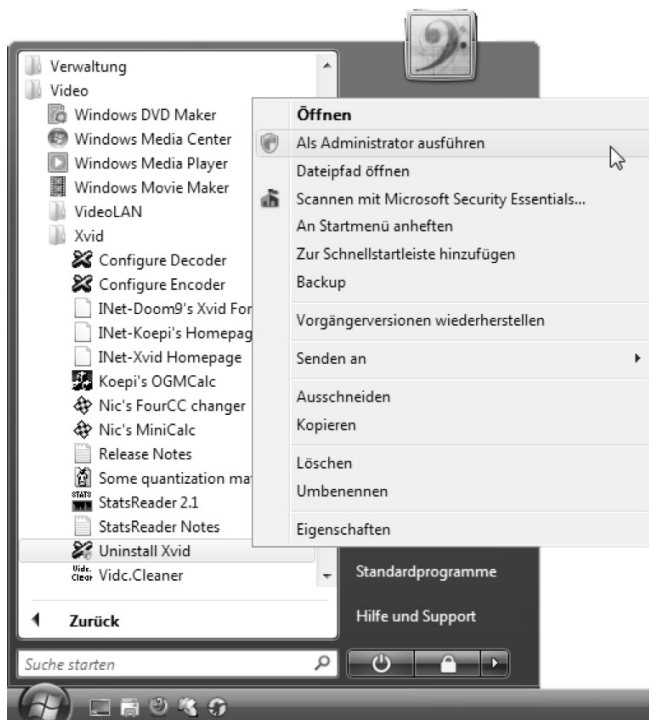 Verwaltung
Video
Windows DVD Maker
Windows Media Center
Windows Media Player
Windows Movie Maker
VideoLAN
Xvid
Configure Decoder
Configure Encoder
INet-Doom9's Xvid For
INet-Koepi's Homepag
INet-Xvid Homepage
Koepi's OGMCalc
Nic's FourCC changer
Nic's MiniCalc
Release Notes
Some quantization ma
STATS
StatsReader 2.1
StatsReader Notes
Uninstall Xvid
Vidc.
Clear
Vidc.Cleaner
Zurück
Suche starten
Öffnen
Als Administrator ausführen
Dateipfad öffnen
Scannen mit Microsoft Security Essentials...
An Startmenü anheften
Zur Schnellstartleiste hinzufügen
Backup
Vorgängerversionen wiederherstellen
Senden an
Ausschneiden
Kopieren
Löschen
Umbenennen
Eigenschaften
Standardprogramme
Hilfe und Support